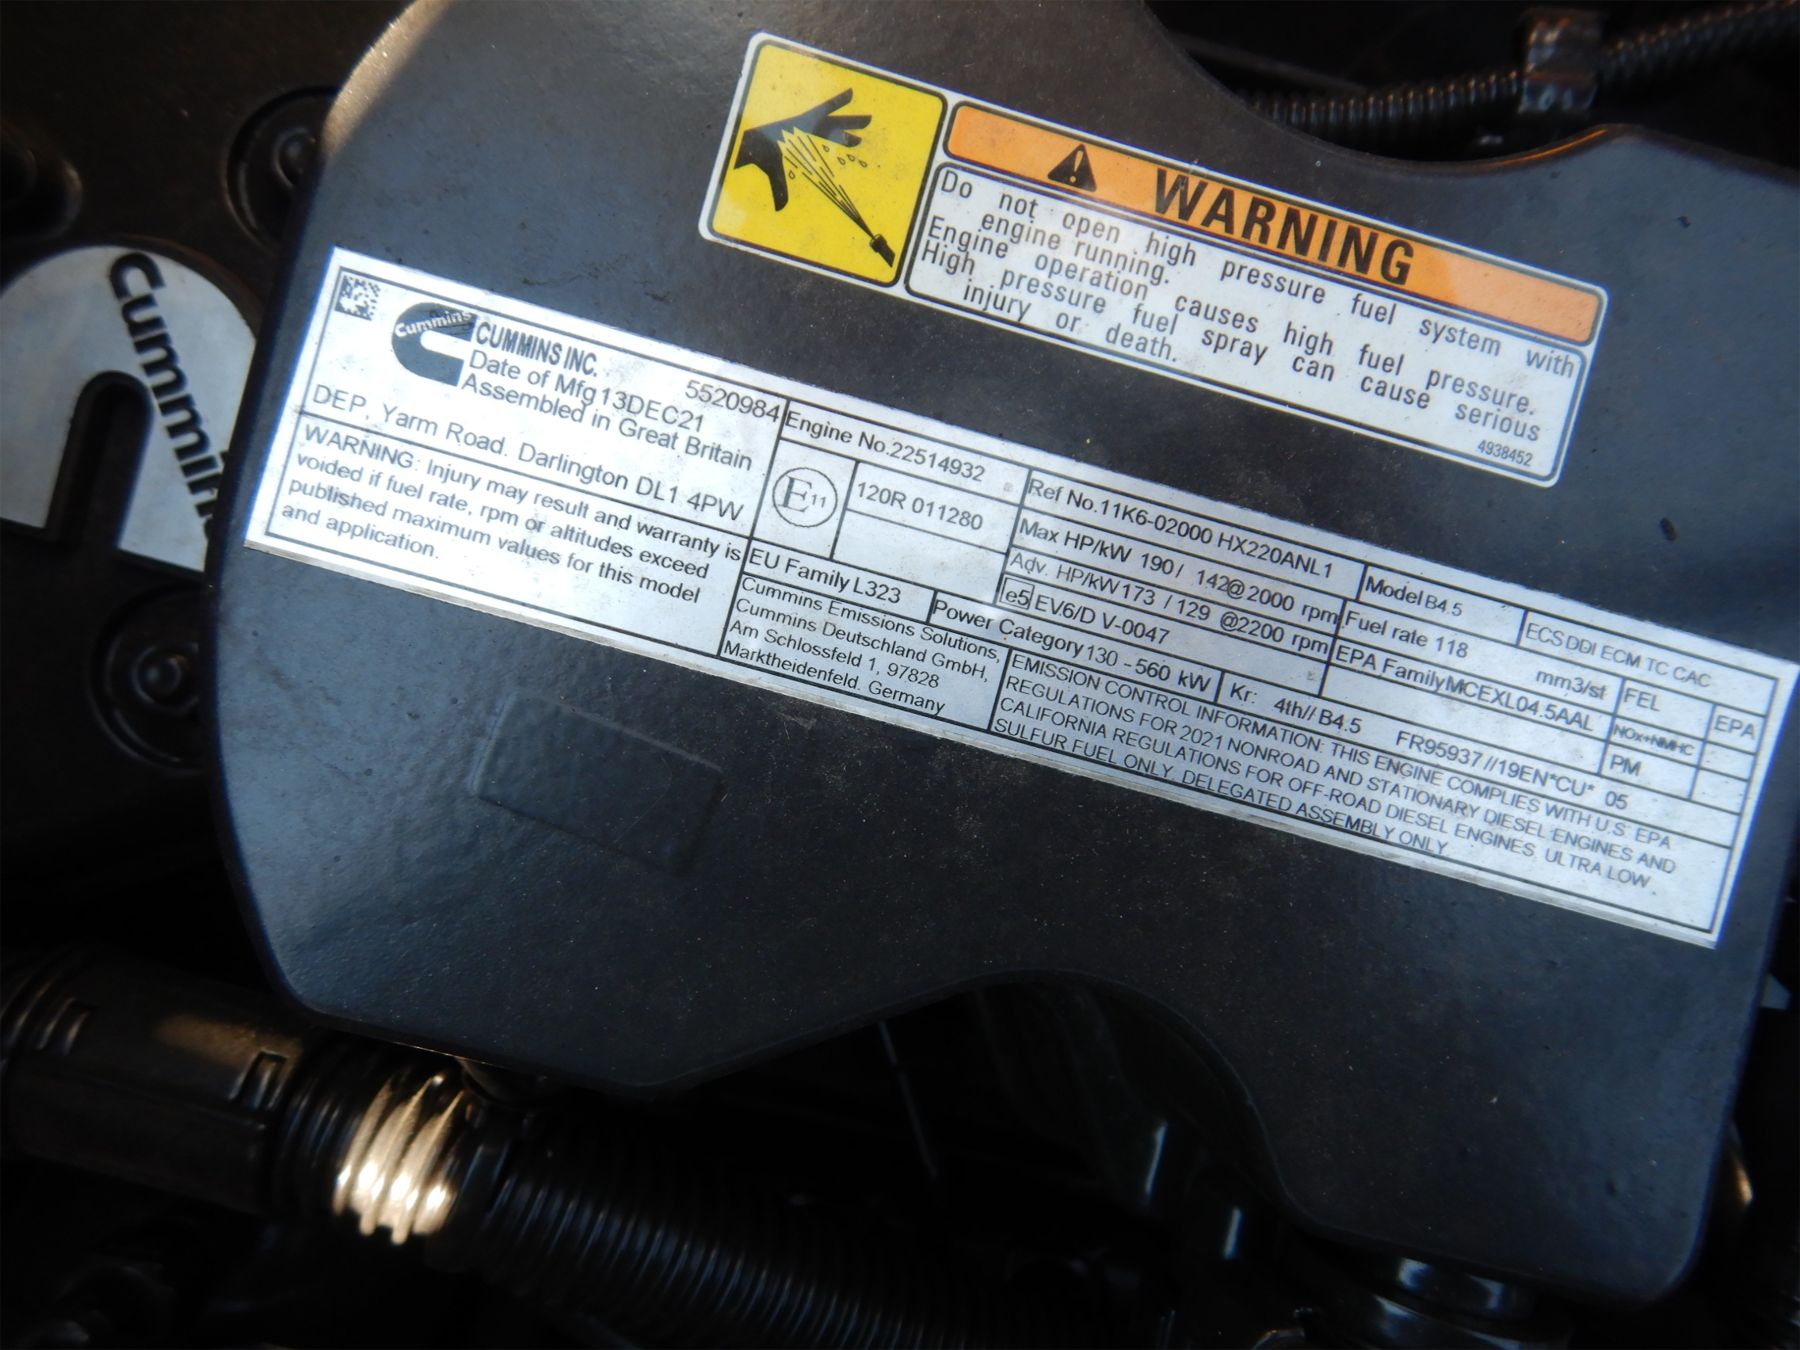 WARNING
Do not open high pressure fuel system with
engine running.
Engine operation causes high fuel pressure.
High pressure fuel spray can cause serious
injury or death.
4938452
Cummins
Cummins
CUMMINS INC.
Date of Mfg 13DEC21
Assembled in Great Britain
5520984
DEP, Yarm Road. Darlington DL1 4PW
WARNING: Injury may result and warranty is
voided if fuel rate, rpm or altitudes exceed
published maximum values for this model
and application.
Engine No.22514932
E11
120R 011280
EU Family L323
Cummins Emissions Solutions,
Cummins Deutschland GmbH,
Am Schlossfeld 1, 97828
Marktheidenfeld. Germany
Ref No.11K6-02000 HX220ANL1
Max HP/kW 190 / 142@ 2000 rpm
Adv. HP/kW 173 / 129 @2200 rpm
e5 EV6/D V-0047
Power Category 130 - 560 kW
Kr: 4th// B4.5 FR95937 //19EN*CU* 05
Model B4.5
Fuel rate 118 mm3/st
EPA Family MCEXL04.5AAL
ECS DDI ECM TC CAC
FEL
EPA
NOx+NMHC
PM
EMISSION CONTROL INFORMATION: THIS ENGINE COMPLIES WITH U.S. EPA
REGULATIONS FOR 2021 NONROAD AND STATIONARY DIESEL ENGINES AND
CALIFORNIA REGULATIONS FOR OFF-ROAD DIESEL ENGINES. ULTRA LOW
SULFUR FUEL ONLY. DELEGATED ASSEMBLY ONLY